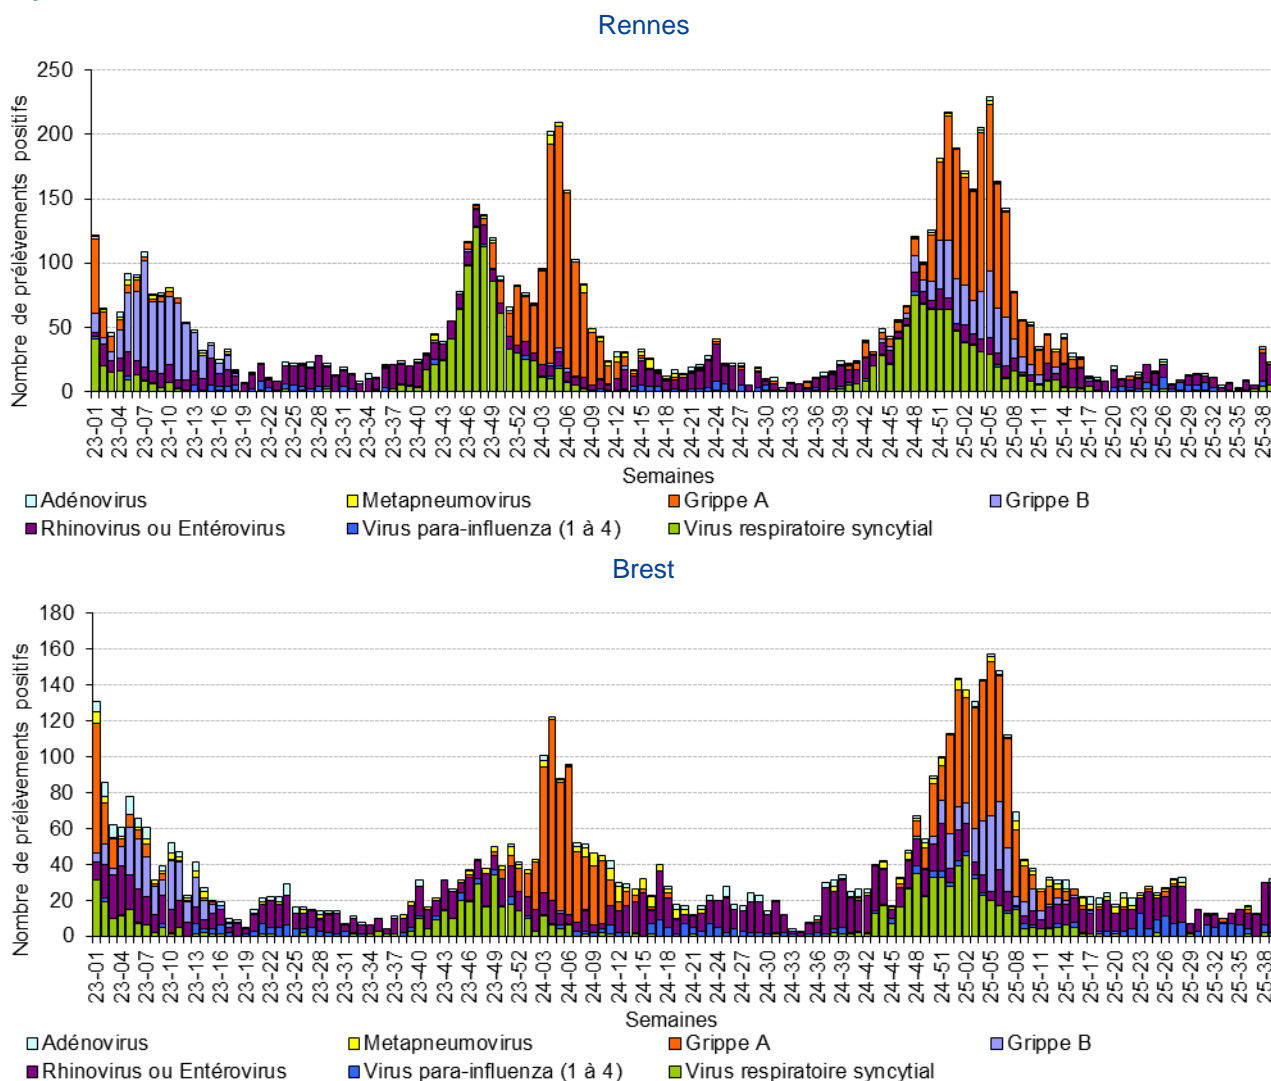 Rennes
Nombre de prélèvements positifs
250
200
150
100
50
0
23-01 23-04 23-07 23-10 23-13 23-16 23-19 23-22 23-25 23-28 23-31 23-34 23-37 23-40 23-43 23-46 23-49 23-52 24-03 24-06 24-09 24-12 24-15 24-18 24-21 24-24 24-27 24-30 24-33 24-36 24-39 24-42 24-45 24-48 24-51 25-02 25-05 25-08 25-11 25-14 25-17 25-20 25-23 25-26 25-29 25-32 25-35 25-38
Semaines
Adénovirus Metapneumovirus Grippe A Grippe B
Rhinovirus ou Entérovirus Virus para-influenza (1 à 4) Virus respiratoire syncytial
Brest
Nombre de prélèvements positifs
180
160
140
120
100
80
60
40
20
0
23-01 23-04 23-07 23-10 23-13 23-16 23-19 23-22 23-25 23-28 23-31 23-34 23-37 23-40 23-43 23-46 23-49 23-52 24-03 24-06 24-09 24-12 24-15 24-18 24-21 24-24 24-27 24-30 24-33 24-36 24-39 24-42 24-45 24-48 24-51 25-02 25-05 25-08 25-11 25-14 25-17 25-20 25-23 25-26 25-29 25-32 25-35 25-38
Semaines
Adénovirus Metapneumovirus Grippe A Grippe B
Rhinovirus ou Entérovirus Virus para-influenza (1 à 4) Virus respiratoire syncytial